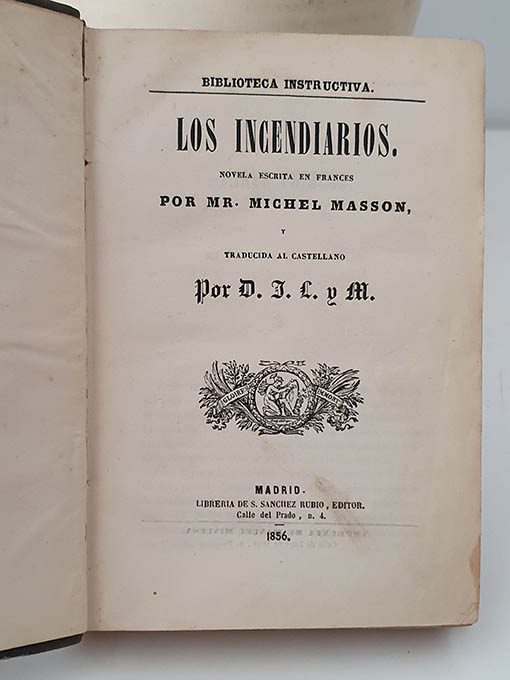 BIBLIOTECA INSTRUCTIVA.
LOS INCENDIARIOS.
NOVELA ESCRITA EN FRANCES
POR MR. MICHEL MASSON,
Y
TRADUCIDA AL CASTELLANO
Por D. J. L. y M.
GLOIRE
MADRID.
LIBRERIA DE S. SANCHEZ RUBIO, EDITOR.
Calle del Prado, n. 4.
1856.